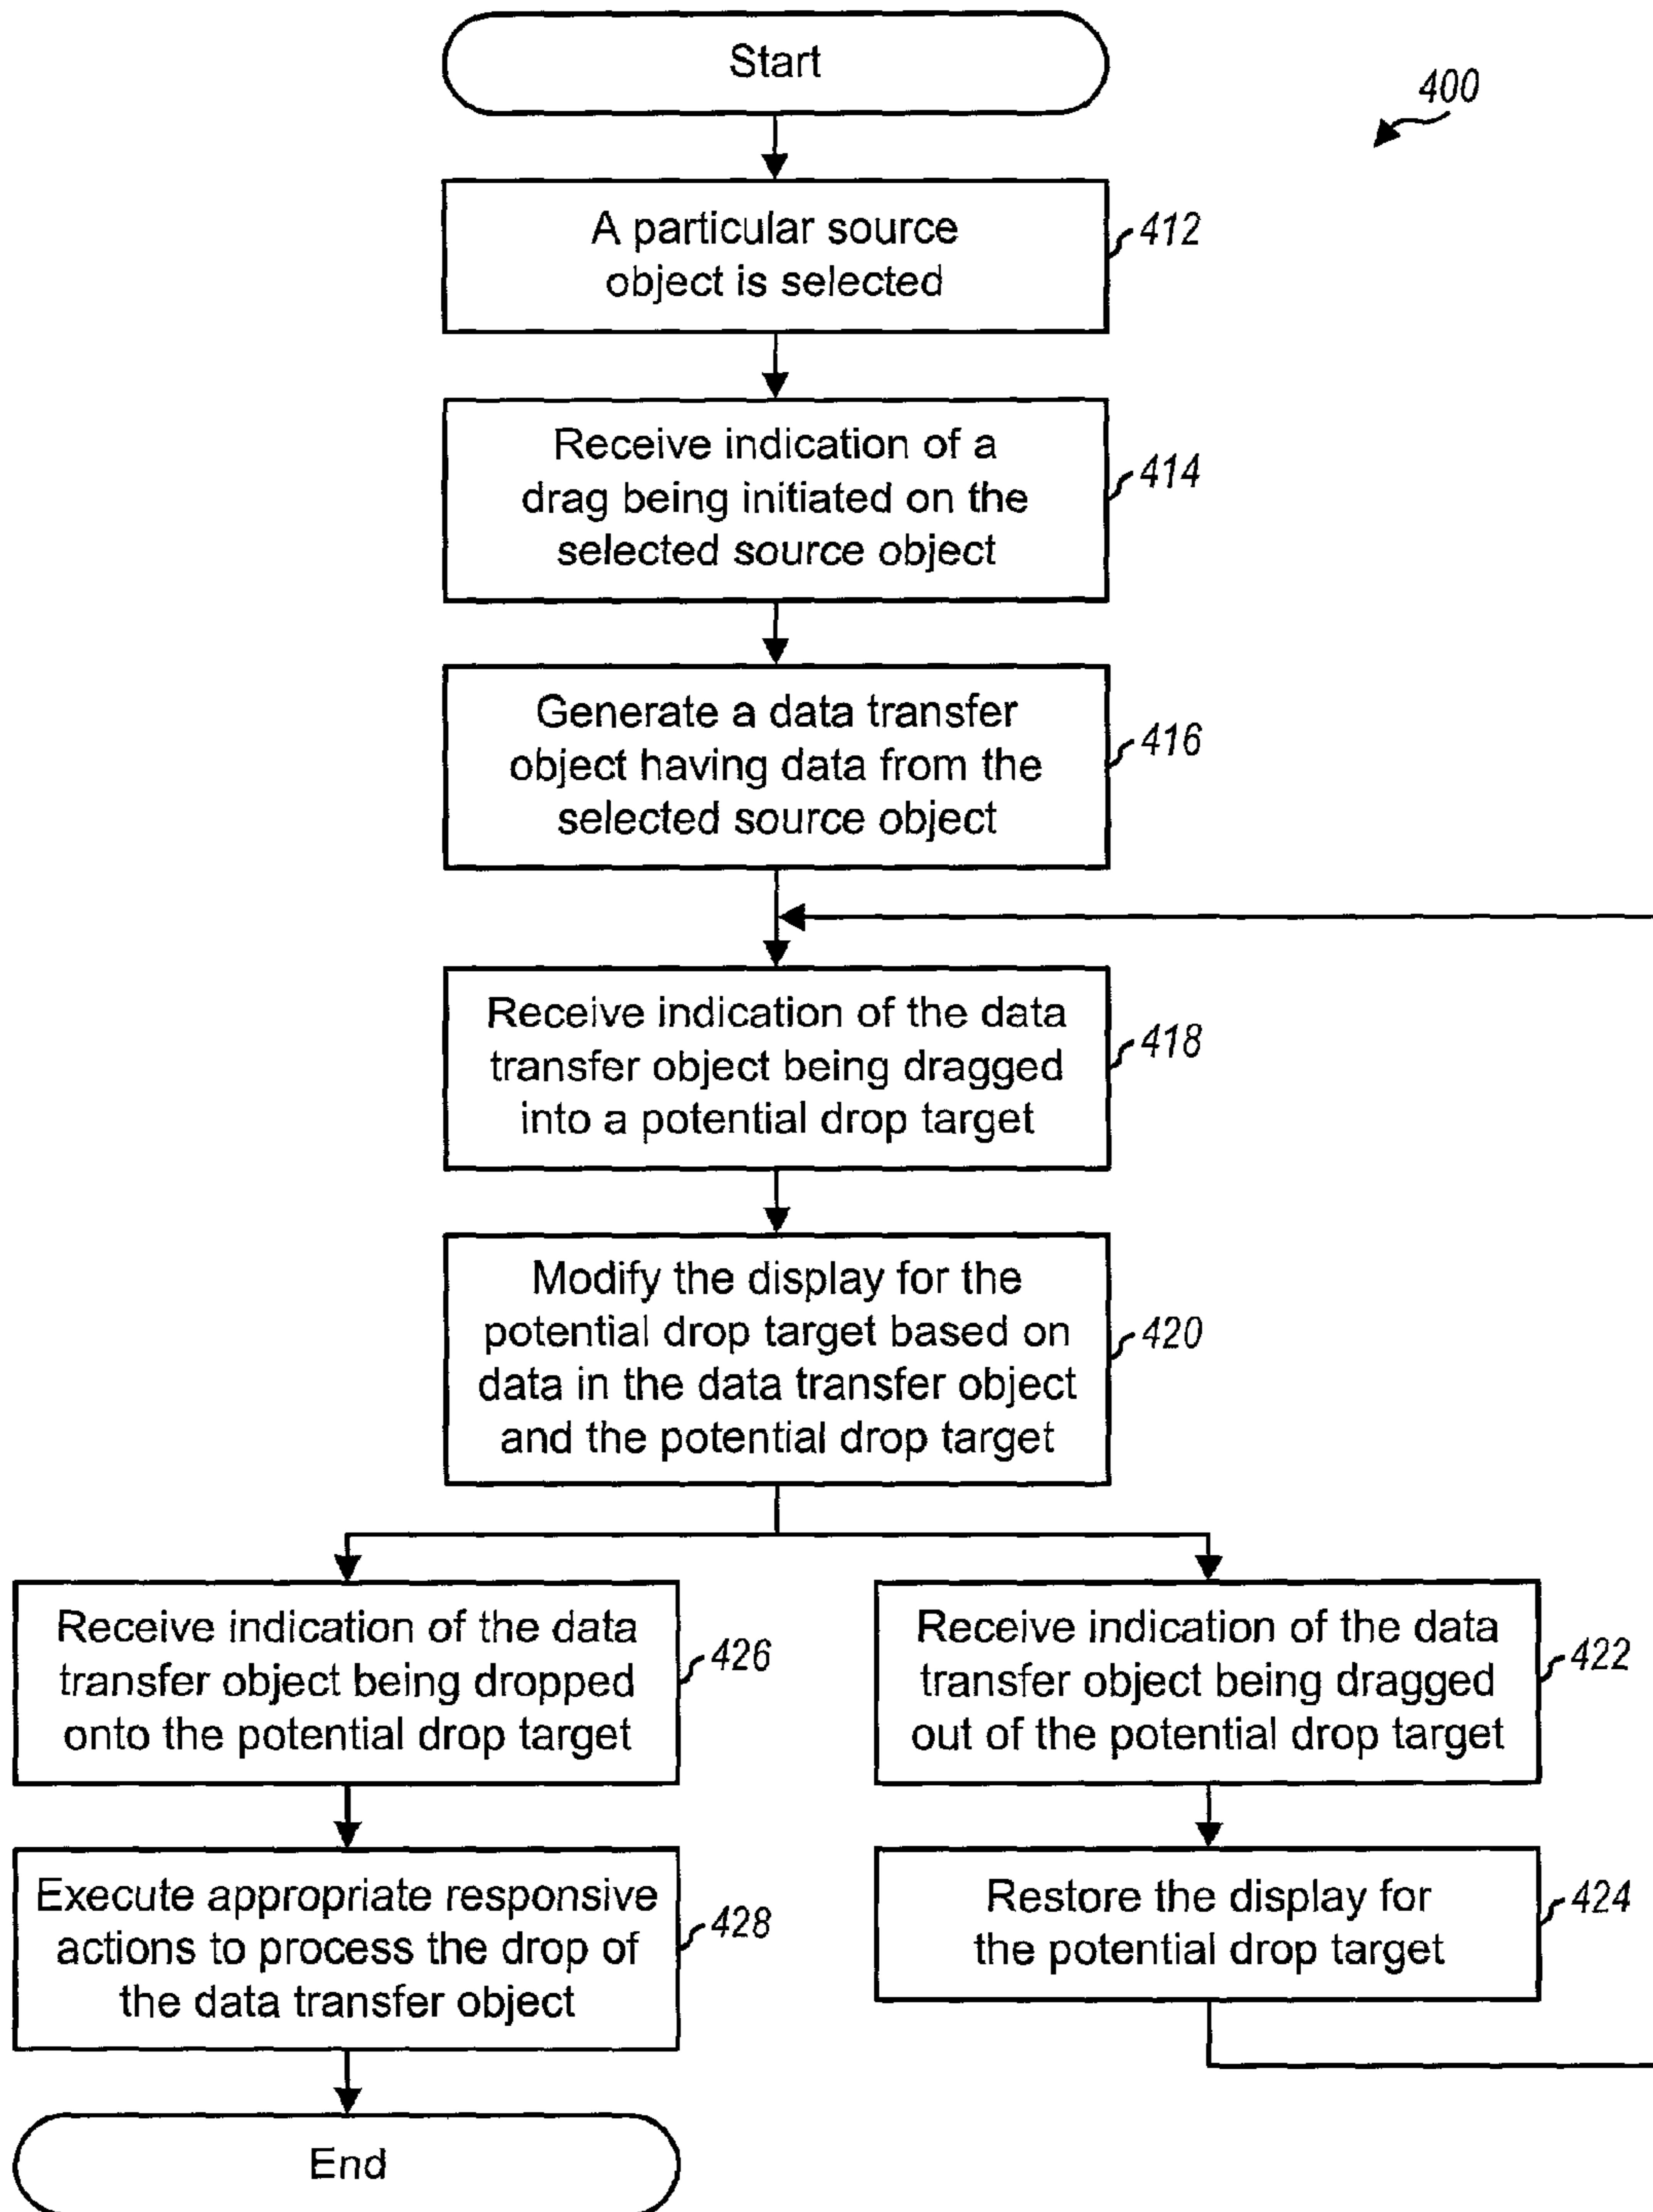 Start
400
A particular source
object is selected
412
Receive indication of a
drag being initiated on the
selected source object
414
Generate a data transfer
object having data from the
selected source object
416
Receive indication of the data
transfer object being dragged
into a potential drop target
418
Modify the display for the
potential drop target based on
data in the data transfer object
and the potential drop target
420
Receive indication of the data
transfer object being dropped
onto the potential drop target
426
Receive indication of the data
transfer object being dragged
out of the potential drop target
422
Execute appropriate responsive
actions to process the drop of
the data transfer object
428
Restore the display for
the potential drop target
424
End